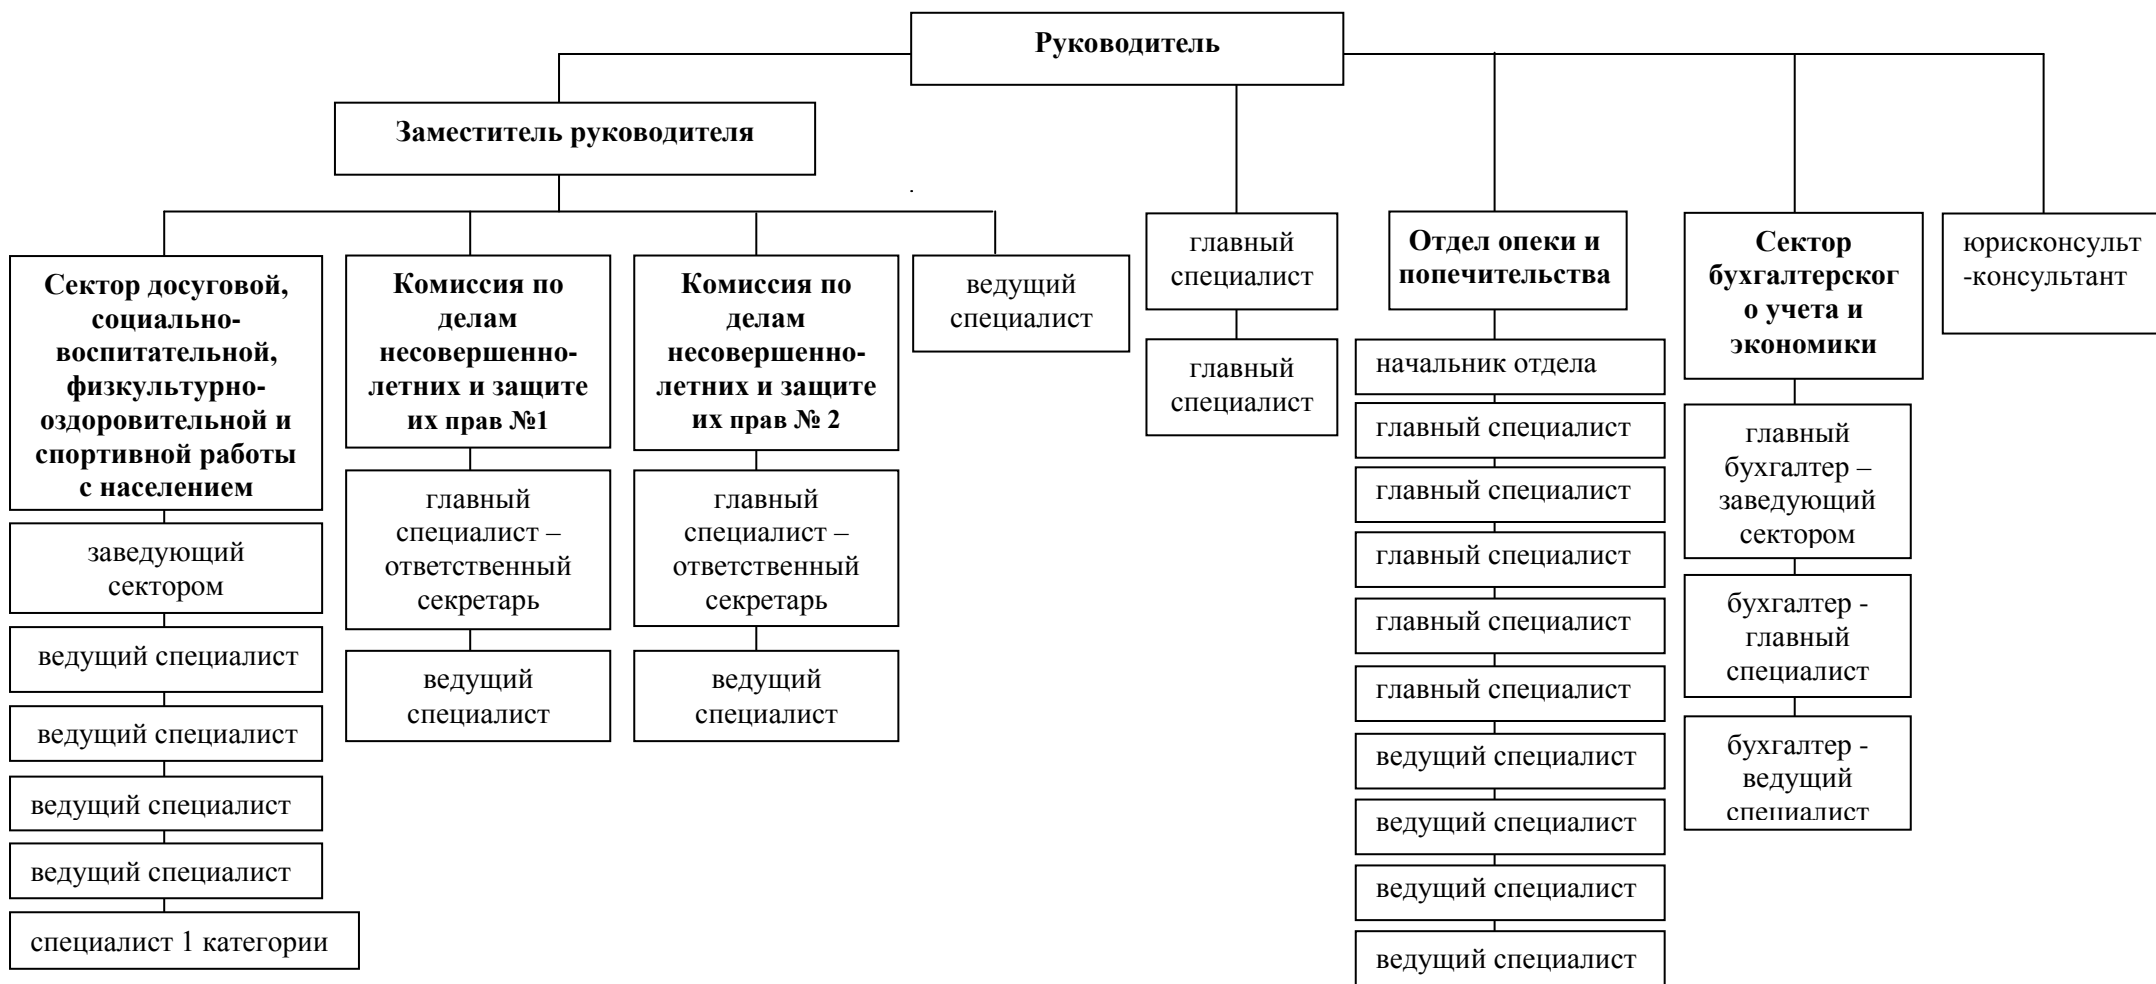 Руководитель
Заместитель руководителя
Сектор досуговой,
социально-
воспитательной,
физкультурно-
оздоровительной и
спортивной работы
с населением
заведующий
сектором
ведущий специалист
ведущий специалист
ведущий специалист
ведущий специалист
специалист 1 категории
Комиссия по
делам
несовершенно-
летних и защите
их прав №1
главный
специалист –
ответственный
секретарь
ведущий
специалист
Комиссия по
делам
несовершенно-
летних и защите
их прав № 2
главный
специалист –
ответственный
секретарь
ведущий
специалист
ведущий
специалист
главный
специалист
главный
специалист
Отдел опеки и
попечительства
начальник отдела
главный специалист
главный специалист
главный специалист
главный специалист
главный специалист
ведущий специалист
ведущий специалист
ведущий специалист
ведущий специалист
Сектор
бухгалтерског
о учета и
экономики
главный
бухгалтер –
заведующий
сектором
бухгалтер -
главный
специалист
бухгалтер -
ведущий
специалист
юрисконсульт
-консультант